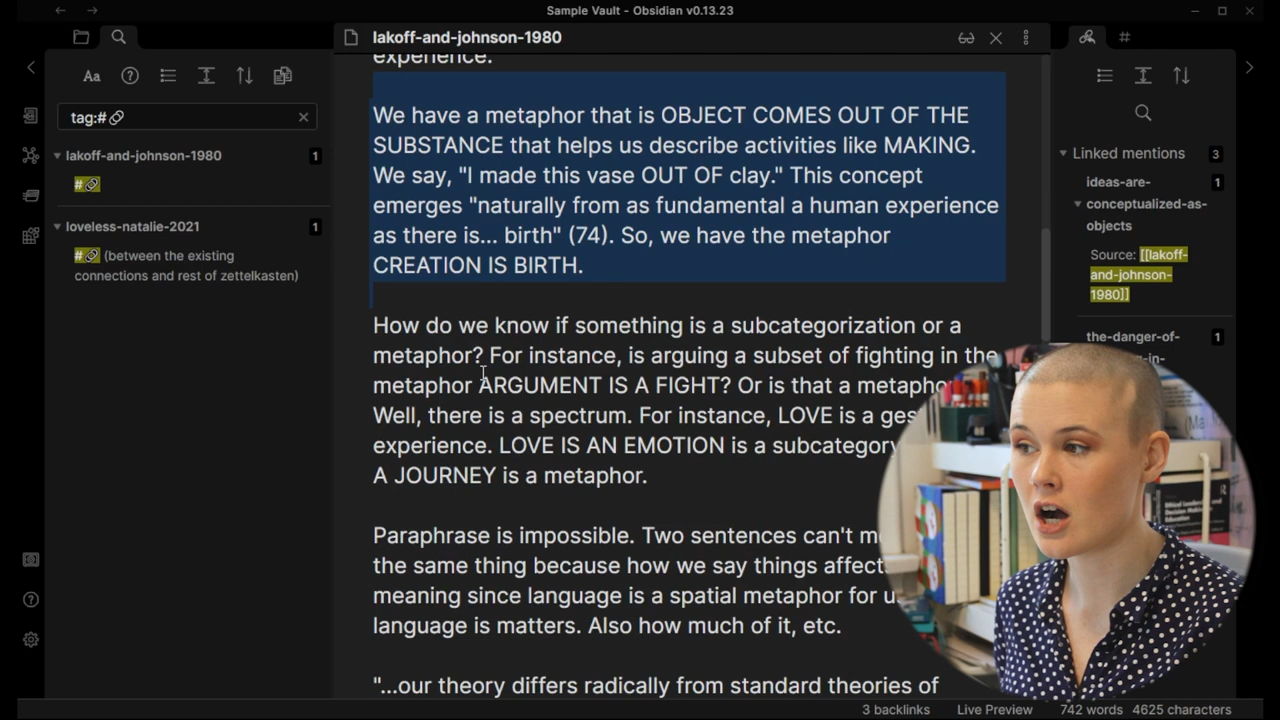 Sample Vault - Obsidian v0.13.23
lakoff-and-johnson-1980
Aa
tag:#🔗
lakoff-and-johnson-1980
1
#🔗
loveless-natalie-2021
1
#🔗 (between the existing
connections and rest of zettelkasten)
experience.
We have a metaphor that is OBJECT COMES OUT OF THE
SUBSTANCE that helps us describe activities like MAKING.
We say, "I made this vase OUT OF clay." This concept
emerges "naturally from as fundamental a human experience
as there is... birth" (74). So, we have the metaphor
CREATION IS BIRTH.
How do we know if something is a subcategorization or a
metaphor? For instance, is arguing a subset of fighting in the
metaphor ARGUMENT IS A FIGHT? Or is that a
Well, there is a spectrum. For instance, LOVE is a
experience. LOVE IS AN EMOTION is a subcategory
A JOURNEY is a metaphor.
Paraphrase is impossible. Two sentences can't
the same thing because how we say things
meaning since language is a spatial metaphor for
language is matters. Also how much of it, etc.
"...our theory differs radically from standard theories of
#
Linked mentions
3
ideas-are-
1
conceptualized-as-
objects
Source: [[lakoff-
and-johnson-
1980]]
the-danger-of-
1
3 backlinks
Live Preview
742 words
4625 characters